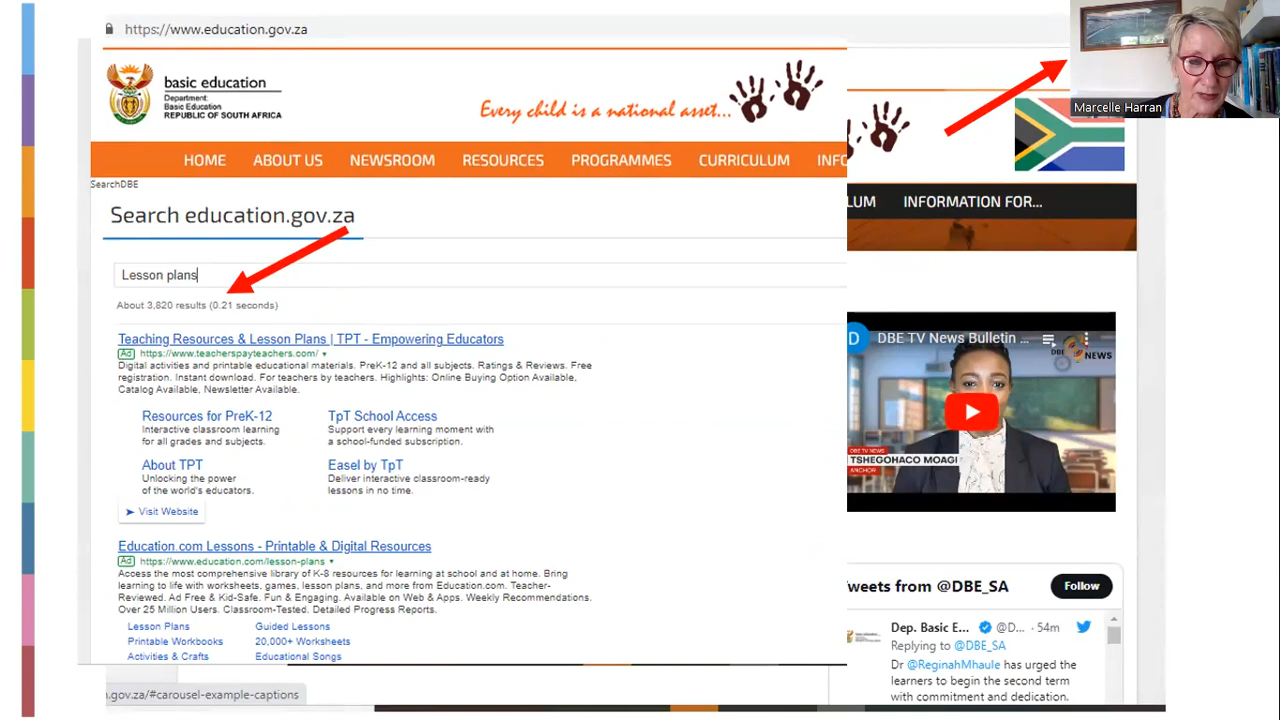 https://www.education.gov.za
Marcelle Harran
basic education
Department:
Basic Education
REPUBLIC OF SOUTH AFRICA
Every child is a national asset...
HOME ABOUT US NEWSROOM RESOURCES PROGRAMMES CURRICULUM INFO
SearchDBE
Search education.gov.za
Lesson plans
About 3,820 results (0.21 seconds)
Teaching Resources & Lesson Plans | TPT - Empowering Educators
Ad https://www.teacherspayteachers.com/
Digital activities and printable educational materials. PreK-12 and all subjects. Ratings & Reviews. Free
registration. Instant download. For teachers by teachers. Highlights: Online Buying Option Available,
Catalog Available, Newsletter Available.
Resources for PreK-12
Interactive classroom learning
for all grades and subjects.
TpT School Access
Support every learning moment with
a school-funded subscription.
About TPT
Unlocking the power
of the world's educators.
Easel by TpT
Deliver interactive classroom-ready
lessons in no time.
Visit Website
Education.com Lessons - Printable & Digital Resources
Ad https://www.education.com/lesson-plans
Access the most comprehensive library of K-8 resources for learning at school and at home. Bring
learning to life with worksheets, games, lesson plans, and more from Education.com. Teacher-
Reviewed. Ad Free & Kid-Safe. Fun & Engaging. Available on Web & Apps. Weekly Recommendations.
Over 25 Million Users. Classroom-Tested. Detailed Progress Reports.
Lesson Plans Guided Lessons
Printable Workbooks 20,000+ Worksheets
Activities & Crafts Educational Songs
n.gov.za/#carousel-example-captions
LUM INFORMATION FOR...
D DBE TV News Bulletin ...
DBE NEWS
DBE TV NEWS
TSHEGOHACO MOAGI
ANCHOR
Tweets from @DBE_SA
Follow
Dep. Basic E... @D... · 54m
Replying to @DBE_SA
Dr @ReginahMhaule has urged the
learners to begin the second term
with commitment and dedication.